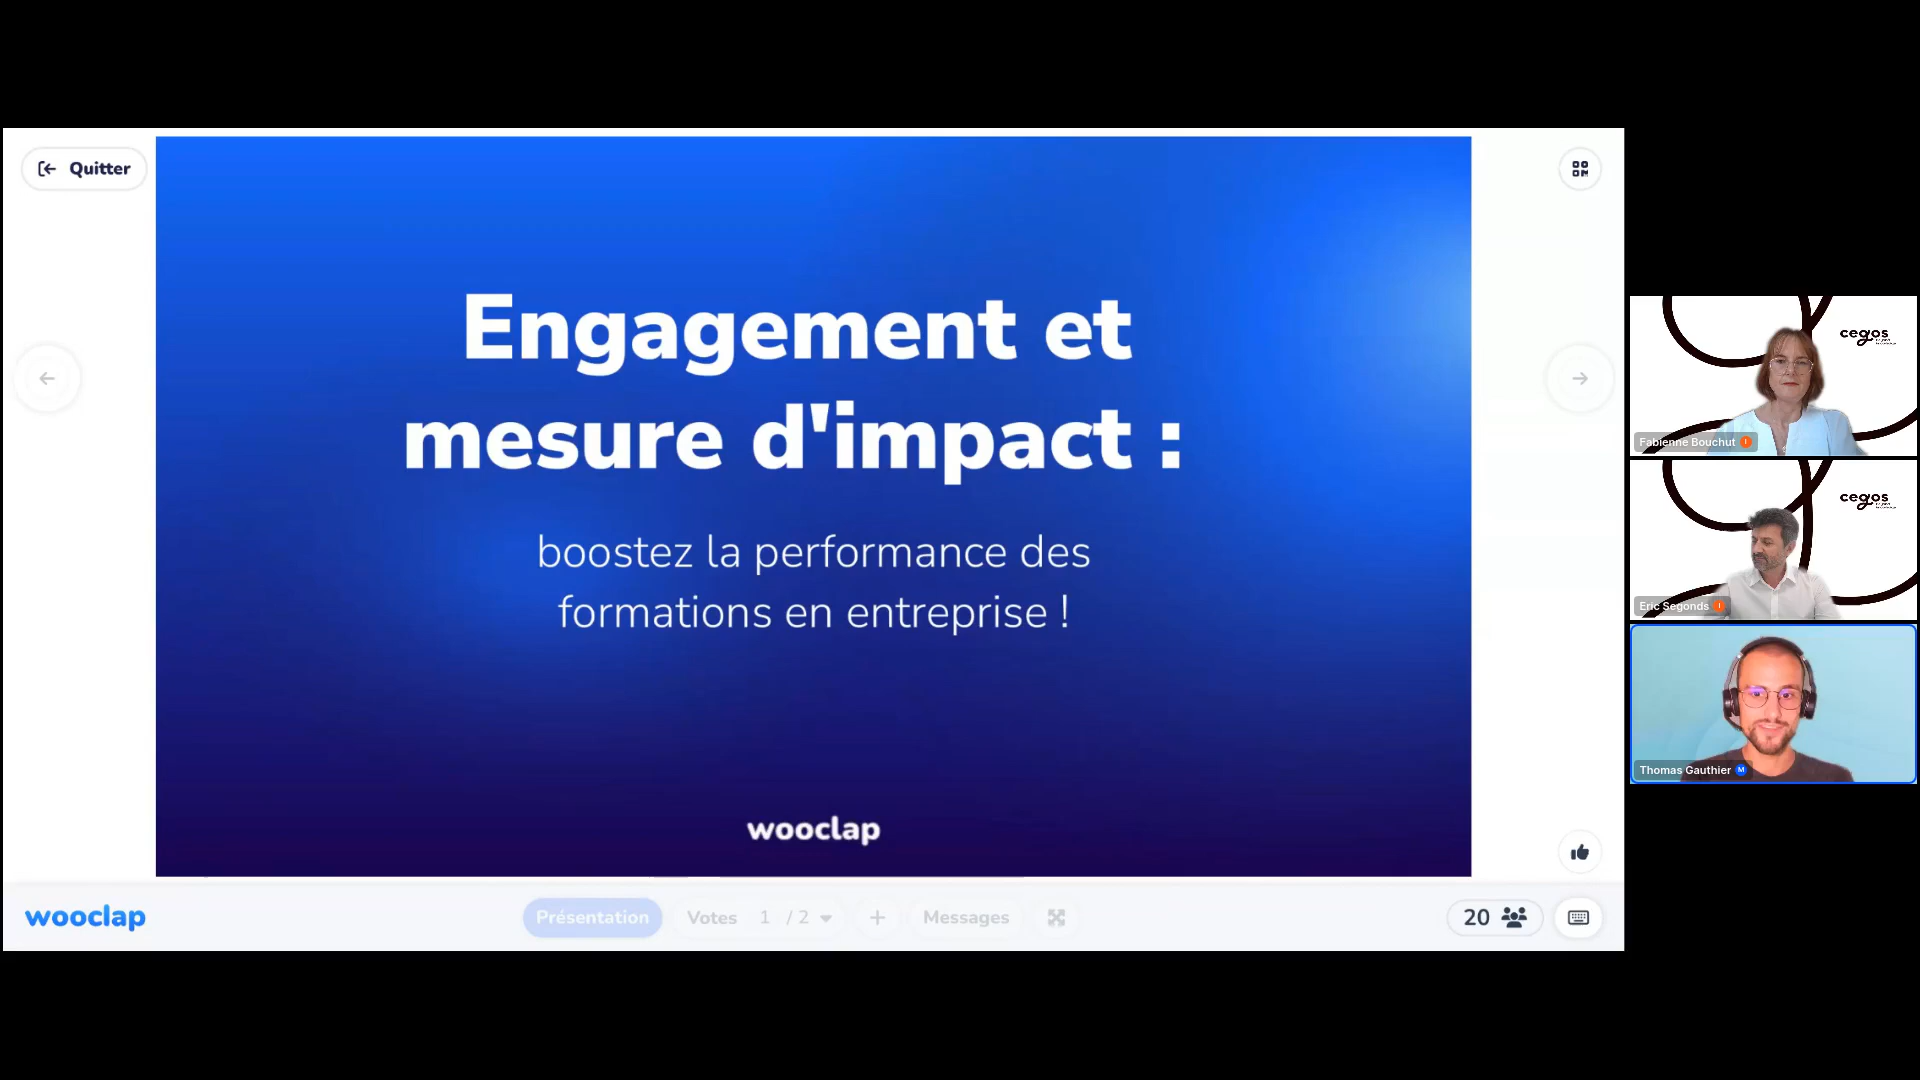 Quitter
Engagement et
mesure d'impact :
boostez la performance des
formations en entreprise !
wooclap
wooclap
Présentation
Votes 1 / 2
Messages
20
cegos
Fabienne Bouchut
cegos
Eric Segonds
Thomas Gauthier M